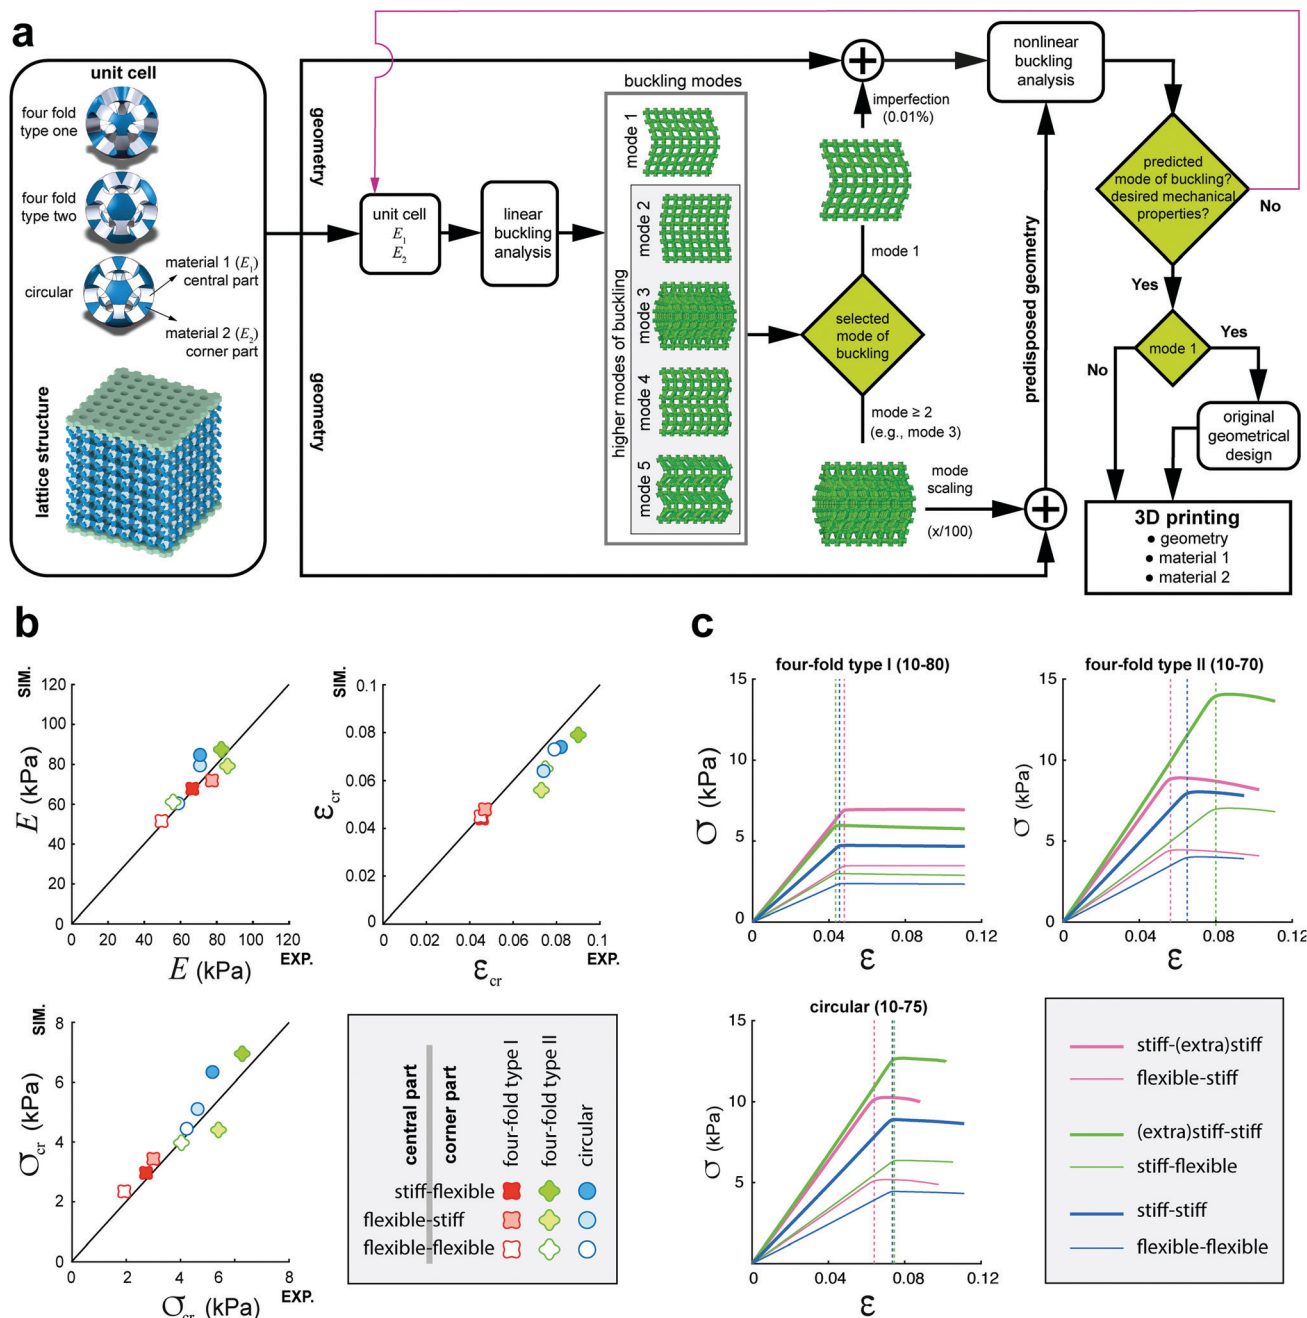 a
unit cell
four fold
type one
four fold
type two
circular
material 1 (E1)
central part
material 2 (E2)
corner part
lattice structure
geometry
geometry
unit cell
E1
E2
linear
buckling
analysis
buckling modes
mode 1
higher modes of buckling
mode 2
mode 3
mode 4
mode 5
selected
mode of
buckling
mode 1
imperfection
(0.01%)
mode ≥ 2
(e.g., mode 3)
mode
scaling
(x/100)
predisposed geometry
nonlinear
buckling
analysis
predicted
mode of buckling?
desired mechanical
properties?
No
Yes
mode 1
Yes
No
original
geometrical
design
3D printing
• geometry
• material 1
• material 2
b
SIM.
E (kPa)
120
100
80
60
40
20
0
0 20 40 60 80 100 120
E (kPa)
EXP.
SIM.
εcr
0.1
0.08
0.06
0.04
0.02
0
0 0.02 0.04 0.06 0.08 0.1
εcr
EXP.
SIM.
σcr (kPa)
8
6
4
2
0
0 2 4 6 8
σcr (kPa)
EXP.
central part
corner part
four-fold type I
four-fold type II
circular
stiff-flexible
flexible-stiff
flexible-flexible
c
four-fold type I (10-80)
σ (kPa)
15
10
5
0
0 0.04 0.08 0.12
ε
four-fold type II (10-70)
σ (kPa)
15
10
5
0
0 0.04 0.08 0.12
ε
circular (10-75)
σ (kPa)
15
10
5
0 0.04 0.08 0.12
ε
stiff-(extra)stiff
flexible-stiff
(extra)stiff-stiff
stiff-flexible
stiff-stiff
flexible-flexible